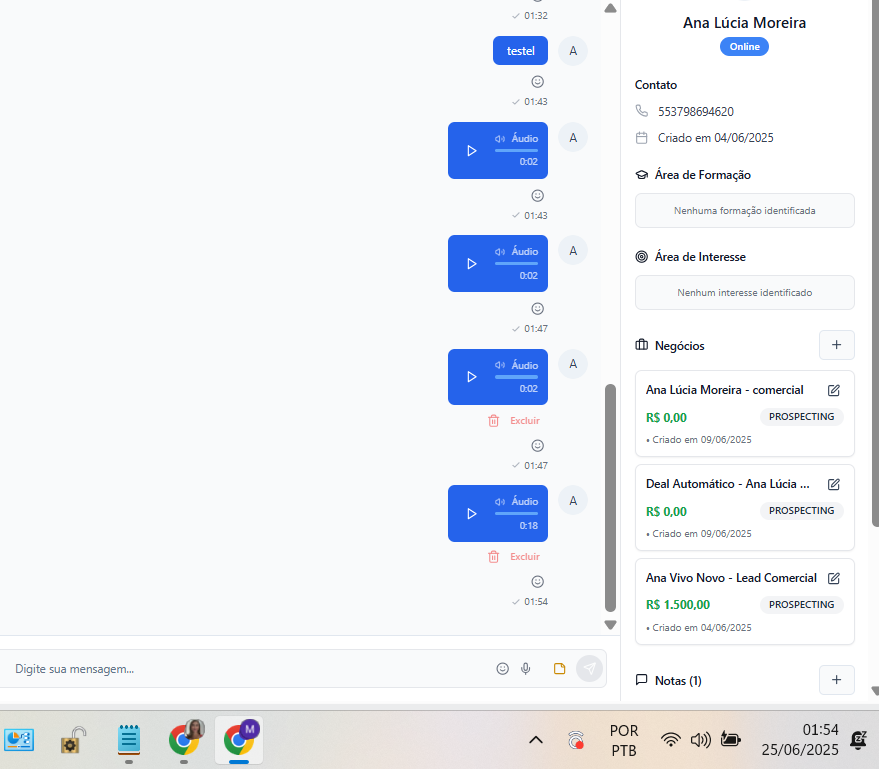 01:32
testel
A
01:43
Áudio
A
0:02
01:43
Áudio
A
0:02
01:47
Áudio
A
0:02
Excluir
01:47
Áudio
A
0:18
Excluir
01:54
Digite sua mensagem...
Ana Lúcia Moreira
Online
Contato
553798694620
Criado em 04/06/2025
Área de Formação
Nenhuma formação identificada
Área de Interesse
Nenhum interesse identificado
Negócios
+
Ana Lúcia Moreira - comercial
R$ 0,00
PROSPECTING
• Criado em 09/06/2025
Deal Automático - Ana Lúcia ...
R$ 0,00
PROSPECTING
• Criado em 09/06/2025
Ana Vivo Novo - Lead Comercial
R$ 1.500,00
PROSPECTING
• Criado em 04/06/2025
Notas (1)
+
M
POR
PTB
01:54
25/06/2025